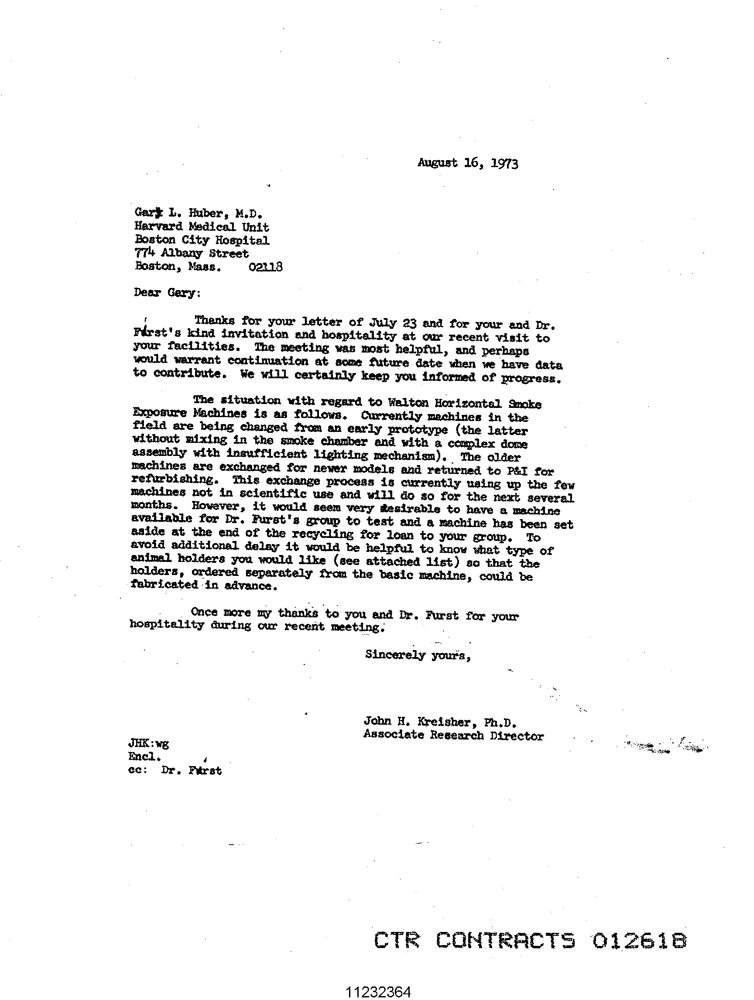 August 16, 1973
Gary L. Huber, M.D.
Harvard Medical Unit
Boston City Hospital
774 Albany Street
Boston, Mass. 02118
Dear Gary:
Thanks for your letter of July 23 and for your and Dr.
First's kind invitation and hospitality at our recent visit to
your facilities. The meeting was most helpful, and perhaps
would warrant continuation at some future date when we have data
to contribute. We will certainly keep you informed of progress.
The situation with regard to Walton Horizontal Smoke
Exposure Machines is as follows. Currently machines in the
field are being changed from an early prototype (the latter
without mixing in the smoke chamber and with a complex dome
assembly with insufficient lighting mechanism). The older
machines are exchanged for newer models and returned to P&I for
refurbishing. This exchange process is currently using up the few
machines not in scientific use and will do so for the next several
months. However, it would seem very desirable to have a machine
available for Dr. Furst's group to test and a machine has been set
aside at the end of the recycling for loan to your group. To
avoid additional delay it would be helpful to know what type of
animal holders you would like (see attached list) so that the
holders, ordered separately from the basic machine, could be
fabricated in advance.
Once more my thanks to you and Dr. Furst for your
hospitality during our recent meeting.
Sincerely yours,
John H. Kreisher, Ph.D.
Associate Research Director
JHK:wg
Encl.
cc: Dr. First
CTR CONTRACTS 012618
11232364